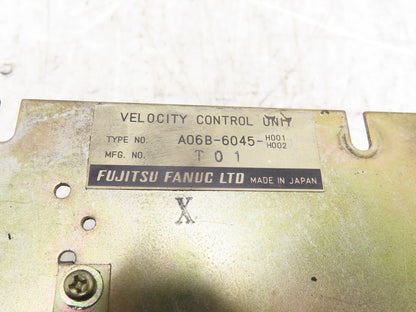 VELOCITY CONTROL UNIT
TYPE NO. A06B-6045-H001
H002
MFG. NO. T01
FUJITSU FANUC LTD MADE IN JAPAN
X